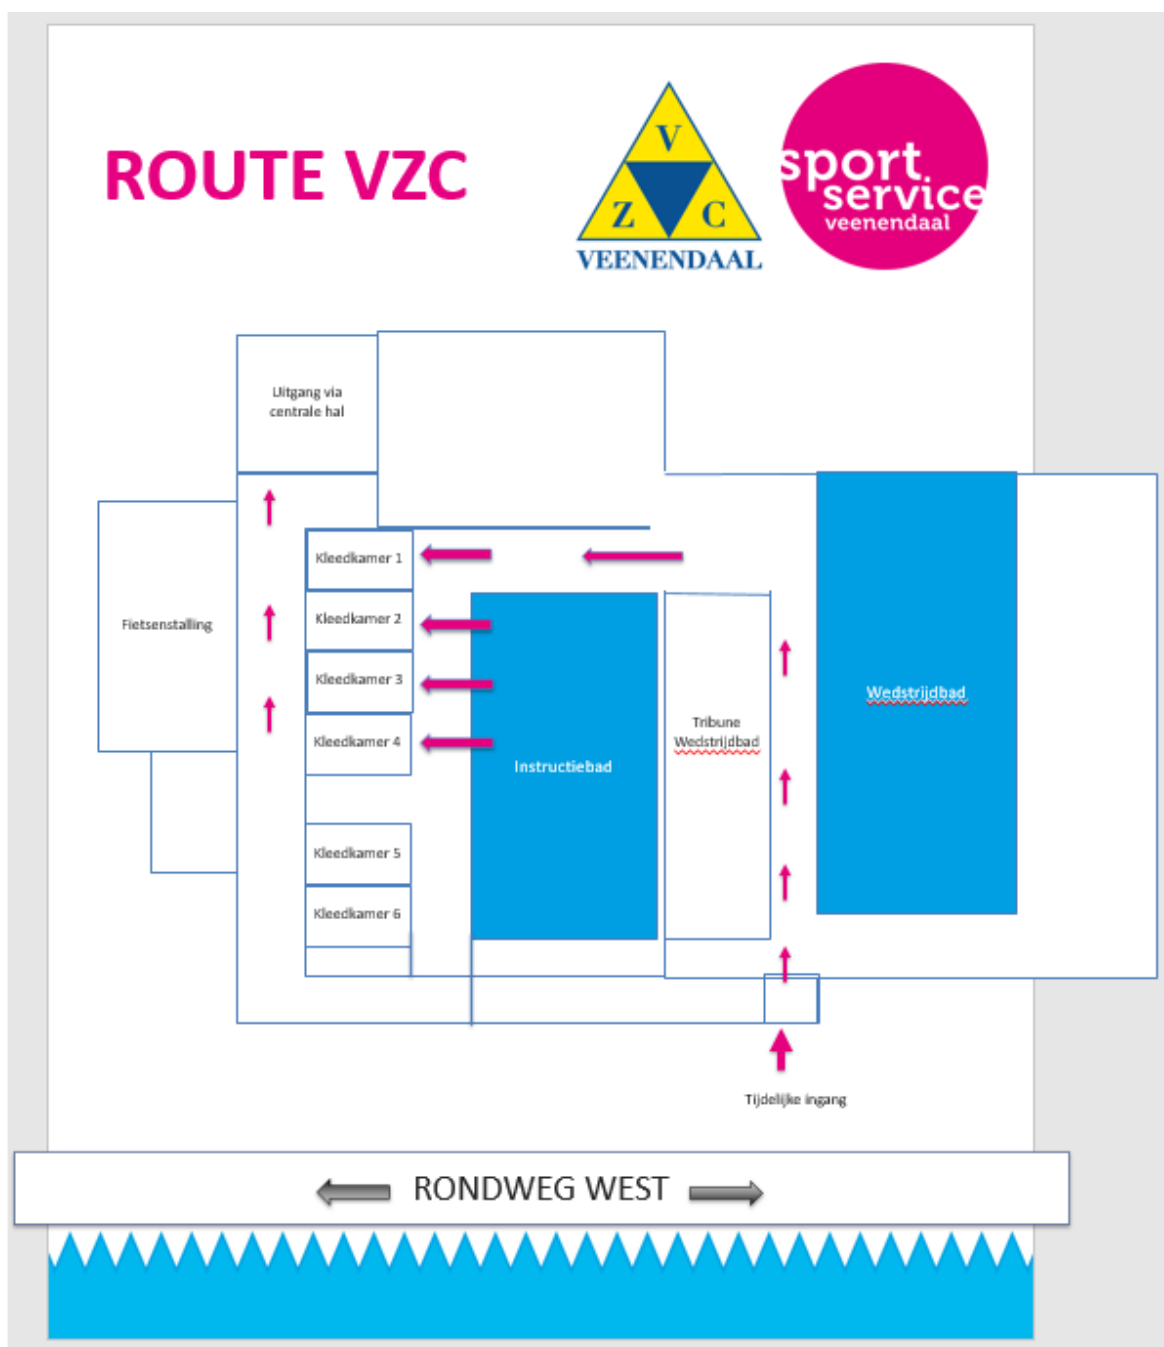 ROUTE VZC
V
Z C
VEENENDAAL
sport
service
veenendaal
Uitgang via
centrale hal
Kleedkamer 1
Kleedkamer 2
Kleedkamer 3
Kleedkamer 4
Kleedkamer 5
Kleedkamer 6
Fietsenstalling
Instructiebad
Tribune
Wedstrijdbad
Wedstrijdbad
Tijdelijke ingang
RONDWEG WEST